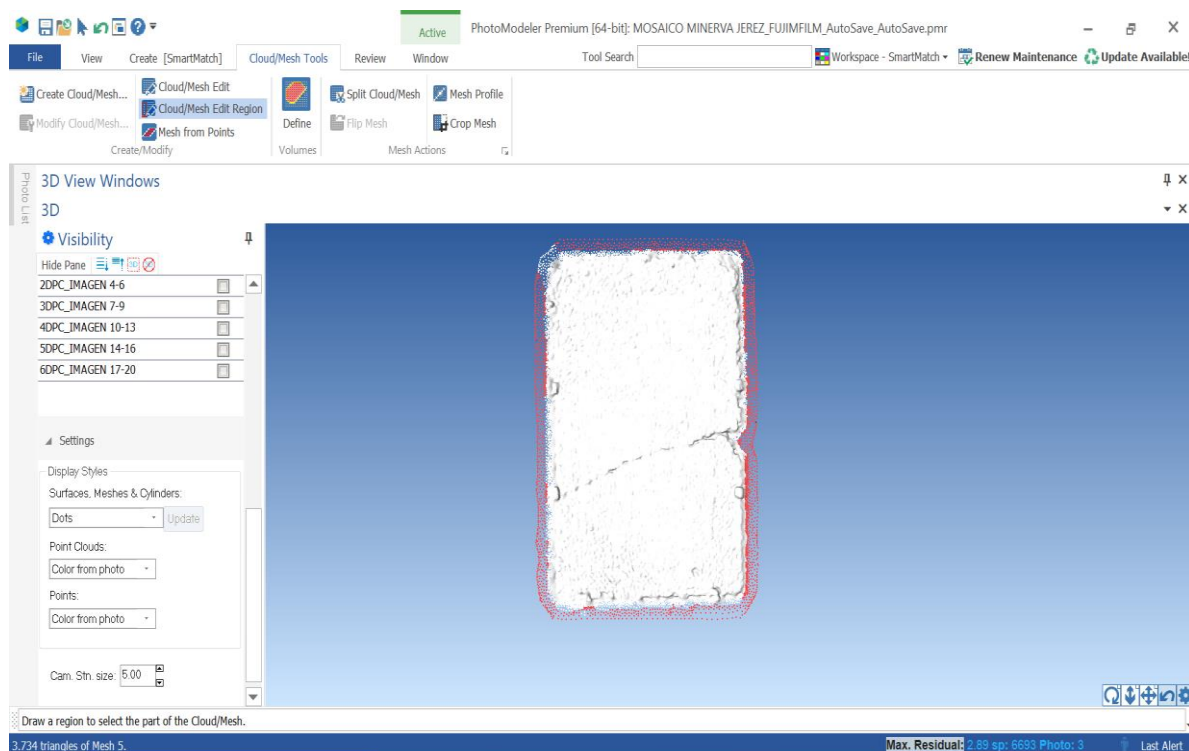 Active
PhotoModeler Premium [64-bit]: MOSAICO MINERVA JEREZ_FUJIMFILM_AutoSave_AutoSave.pmr
File View Create [SmartMatch] Cloud/Mesh Tools Review Window Tool Search Workspace - SmartMatch Renew Maintenance Update Available!
Create Cloud/Mesh... Cloud/Mesh Edit Split Cloud/Mesh Mesh Profile
Cloud/Mesh Edit Region
Modify Cloud/Mesh... Mesh from Points Define Flip Mesh Crop Mesh
Create/Modify Volumes Mesh Actions
Photo List
3D View Windows
3D
Visibility
Hide Pane
2DPC_IMAGEN 4-6
3DPC_IMAGEN 7-9
4DPC_IMAGEN 10-13
5DPC_IMAGEN 14-16
6DPC_IMAGEN 17-20
Settings
Display Styles
Surfaces, Meshes & Cylinders:
Dots Update
Point Clouds:
Color from photo
Points:
Color from photo
Cam. Stn. size: 5.00
Draw a region to select the part of the Cloud/Mesh.
3.734 triangles of Mesh 5. Max. Residual: 2.89 sp: 6693 Photo: 3 Last Alert